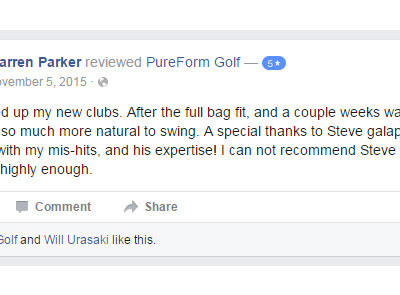 arren Parker reviewed PureForm Golf — 5★
vember 5, 2015 ·
ed up my new clubs. After the full bag fit, and a couple weeks wa
so much more natural to swing. A special thanks to Steve galap
with my mis-hits, and his expertise! I can not recommend Steve
highly enough.
Comment Share
Golf and Will Urasaki like this.